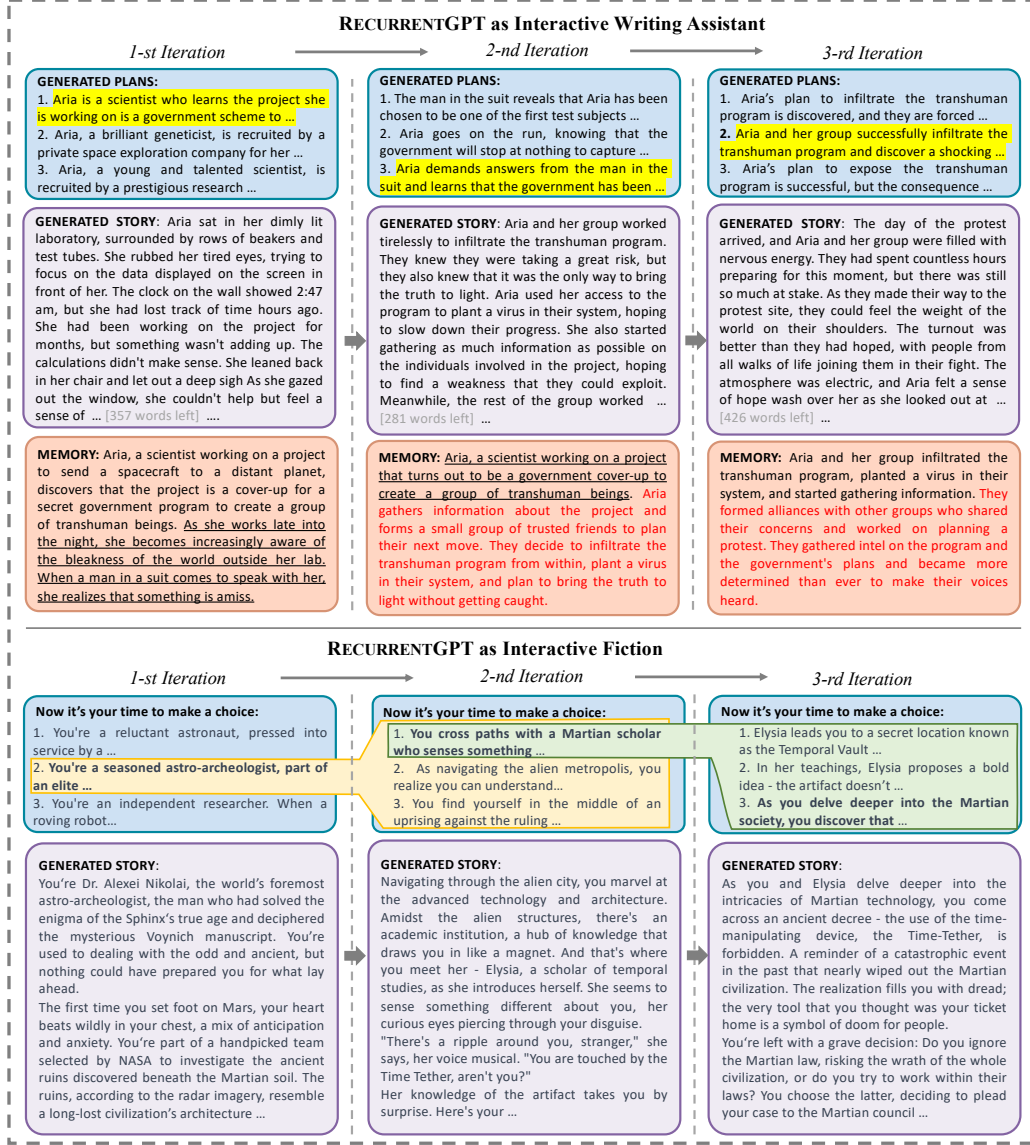 RECURRENTGPT as Interactive Writing Assistant
1-st Iteration
2-nd Iteration
3-rd Iteration
GENERATED PLANS:
1. Aria is a scientist who learns the project she
is working on is a government scheme to ...
2. Aria, a brilliant geneticist, is recruited by a
private space exploration company for her ...
3. Aria, a young and talented scientist, is
recruited by a prestigious research ...
GENERATED PLANS:
1. The man in the suit reveals that Aria has been
chosen to be one of the first test subjects ...
2. Aria goes on the run, knowing that the
government will stop at nothing to capture ...
3. Aria demands answers from the man in the
suit and learns that the government has been ...
GENERATED PLANS:
1. Aria's plan to infiltrate the transhuman
program is discovered, and they are forced ...
2. Aria and her group successfully infiltrate the
transhuman program and discover a shocking ...
3. Aria's plan to expose the transhuman
program is successful, but the consequence ...
GENERATED STORY: Aria sat in her dimly lit
laboratory, surrounded by rows of beakers and
test tubes. She rubbed her tired eyes, trying to
focus on the data displayed on the screen in
front of her. The clock on the wall showed 2:47
am, but she had lost track of time hours ago.
She had been working on the project for
months, but something wasn't adding up. The
calculations didn't make sense. She leaned back
in her chair and let out a deep sigh As she gazed
out the window, she couldn't help but feel a
sense of ... [357 words left] ....
GENERATED STORY: Aria and her group worked
tirelessly to infiltrate the transhuman program.
They knew they were taking a great risk, but
they also knew that it was the only way to bring
the truth to light. Aria used her access to the
program to plant a virus in their system, hoping
to slow down their progress. She also started
gathering as much information as possible on
the individuals involved in the project, hoping
to find a weakness that they could exploit.
Meanwhile, the rest of the group worked ...
[281 words left] ...
GENERATED STORY: The day of the protest
arrived, and Aria and her group were filled with
nervous energy. They had spent countless hours
preparing for this moment, but there was still
so much at stake. As they made their way to the
protest site, they could feel the weight of the
world on their shoulders. The turnout was
better than they had hoped, with people from
all walks of life joining them in their fight. The
atmosphere was electric, and Aria felt a sense
of hope wash over her as she looked out at ...
[426 words left] ...
MEMORY: Aria, a scientist working on a project
to send a spacecraft to a distant planet,
discovers that the project is a cover-up for a
secret government program to create a group
of transhuman beings. As she works late into
the night, she becomes increasingly aware of
the bleakness of the world outside her lab.
When a man in a suit comes to speak with her,
she realizes that something is amiss.
MEMORY: Aria, a scientist working on a project
that turns out to be a government cover-up to
create a group of transhuman beings. Aria
gathers information about the project and
forms a small group of trusted friends to plan
their next move. They decide to infiltrate the
transhuman program from within, plant a virus
in their system, and plan to bring the truth to
light without getting caught.
MEMORY: Aria and her group infiltrated the
transhuman program, planted a virus in their
system, and started gathering information. They
formed alliances with other groups who shared
their concerns and worked on planning a
protest. They gathered intel on the program and
the government's plans and became more
determined than ever to make their voices
heard.
RECURRENTGPT as Interactive Fiction
1-st Iteration
2-nd Iteration
3-rd Iteration
Now it's your time to make a choice:
1. You're a reluctant astronaut, pressed into
service by a ...
2. You're a seasoned astro-archeologist, part of
an elite ...
3. You're an independent researcher. When a
roving robot...
Now it's your time to make a choice:
1. You cross paths with a Martian scholar
who senses something ...
2. As navigating the alien metropolis, you
realize you can understand...
3. You find yourself in the middle of an
uprising against the ruling ...
Now it's your time to make a choice:
1. Elysia leads you to a secret location known
as the Temporal Vault ...
2. In her teachings, Elysia proposes a bold
idea - the artifact doesn't ...
3. As you delve deeper into the Martian
society, you discover that ...
GENERATED STORY:
You're Dr. Alexei Nikolai, the world's foremost
astro-archeologist, the man who had solved the
enigma of the Sphinx's true age and deciphered
the mysterious Voynich manuscript. You're
used to dealing with the odd and ancient, but
nothing could have prepared you for what lay
ahead.
The first time you set foot on Mars, your heart
beats wildly in your chest, a mix of anticipation
and anxiety. You're part of a handpicked team
selected by NASA to investigate the ancient
ruins discovered beneath the Martian soil. The
ruins, according to the radar imagery, resemble
a long-lost civilization's architecture ...
GENERATED STORY:
Navigating through the alien city, you marvel at
the advanced technology and architecture.
Amidst the alien structures, there's an
academic institution, a hub of knowledge that
draws you in like a magnet. And that's where
you meet her - Elysia, a scholar of temporal
studies, as she introduces herself. She seems to
sense something different about you, her
curious eyes piercing through your disguise.
"There's a ripple around you, stranger," she
says, her voice musical. "You are touched by the
Time Tether, aren't you?"
Her knowledge of the artifact takes you by
surprise. Here's your ...
GENERATED STORY:
As you and Elysia delve deeper into the
intricacies of Martian technology, you come
across an ancient decree - the use of the time-
manipulating device, the Time-Tether, is
forbidden. A reminder of a catastrophic event
in the past that nearly wiped out the Martian
civilization. The realization fills you with dread;
the very tool that you thought was your ticket
home is a symbol of doom for people.
You're left with a grave decision: Do you ignore
the Martian law, risking the wrath of the whole
civilization, or do you try to work within their
laws? You choose the latter, deciding to plead
your case to the Martian council ...